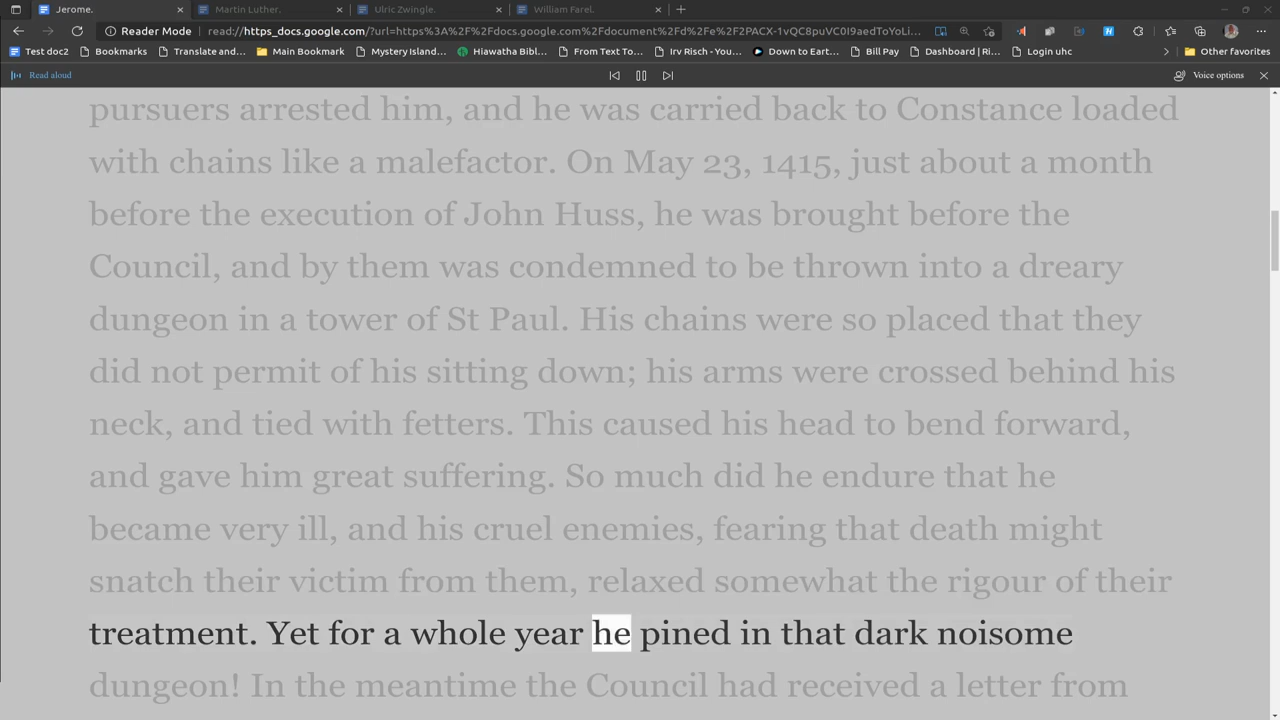 Jerome.
Martin Luther.
Ulric Zwingle.
William Farel.
Reader Mode
read://https_docs.google.com/?url=https%3A%2F%2Fdocs.google.com%2Fdocument%2Fd%2Fe%2F2PACX-1vQC8puVC0I9aedToYoLi...
Test doc2
Bookmarks
Translate and...
Main Bookmark
Mystery Island...
Hiawatha Bibl...
From Text To...
Irv Risch - You...
Down to Eart...
Bill Pay
Dashboard | Ri...
Login uhc
Other favorites
Read aloud
Voice options
pursuers arrested him, and he was carried back to Constance loaded
with chains like a malefactor. On May 23, 1415, just about a month
before the execution of John Huss, he was brought before the
Council, and by them was condemned to be thrown into a dreary
dungeon in a tower of St Paul. His chains were so placed that they
did not permit of his sitting down; his arms were crossed behind his
neck, and tied with fetters. This caused his head to bend forward,
and gave him great suffering. So much did he endure that he
became very ill, and his cruel enemies, fearing that death might
snatch their victim from them, relaxed somewhat the rigour of their
treatment. Yet for a whole year he pined in that dark noisome
dungeon! In the meantime the Council had received a letter from